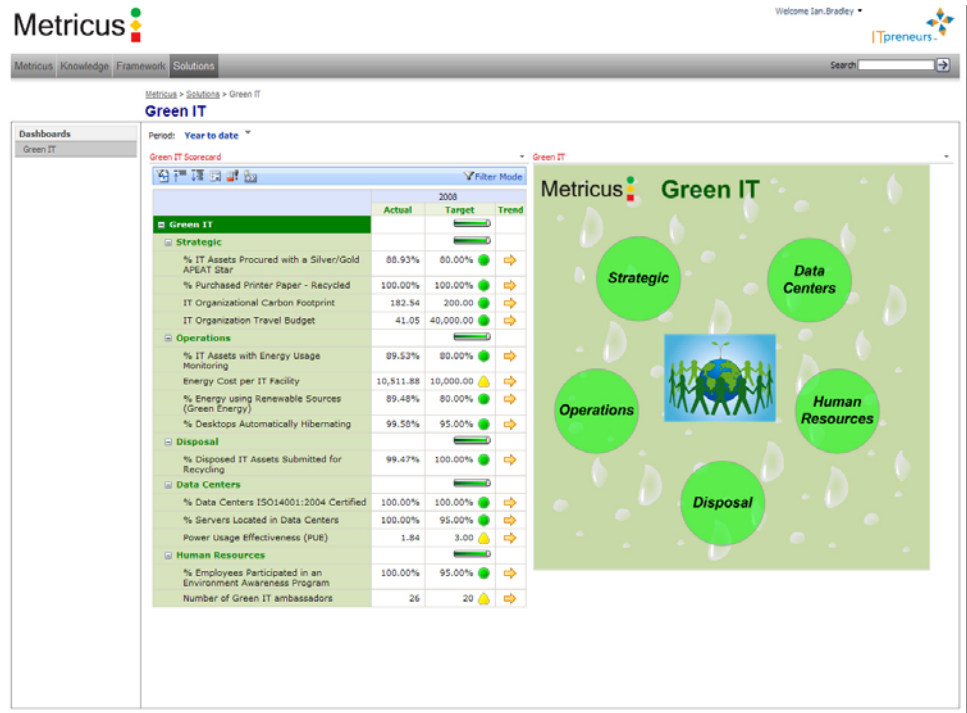 Metricus
Welcome Ian.Bradley
ITpreneurs
Metricus Knowledge Framework Solutions
Search
Metricus > Solutions > Green IT
Green IT
Dashboards
Green IT
Period: Year to date
Green IT Scorecard
Green IT
Filter Mode
2008
Actual Target Trend
Green IT
Strategic
% IT Assets Procured with a Silver/Gold
APEAT Star
88.93% 80.00%
% Purchased Printer Paper - Recycled 100.00% 100.00%
IT Organizational Carbon Footprint 182.54 200.00
IT Organization Travel Budget 41.05 40,000.00
Operations
% IT Assets with Energy Usage
Monitoring
89.53% 80.00%
Energy Cost per IT Facility 10,511.88 10,000.00
% Energy using Renewable Sources
(Green Energy)
89.48% 80.00%
% Desktops Automatically Hibernating 99.58% 95.00%
Disposal
% Disposed IT Assets Submitted for
Recycling
99.47% 100.00%
Data Centers
% Data Centers ISO14001:2004 Certified 100.00% 100.00%
% Servers Located in Data Centers 100.00% 95.00%
Power Usage Effectiveness (PUE) 1.84 3.00
Human Resources
% Employees Participated in an
Environment Awareness Program
100.00% 95.00%
Number of Green IT ambassadors 26 20
Metricus Green IT
Strategic
Data
Centers
Operations
Human
Resources
Disposal